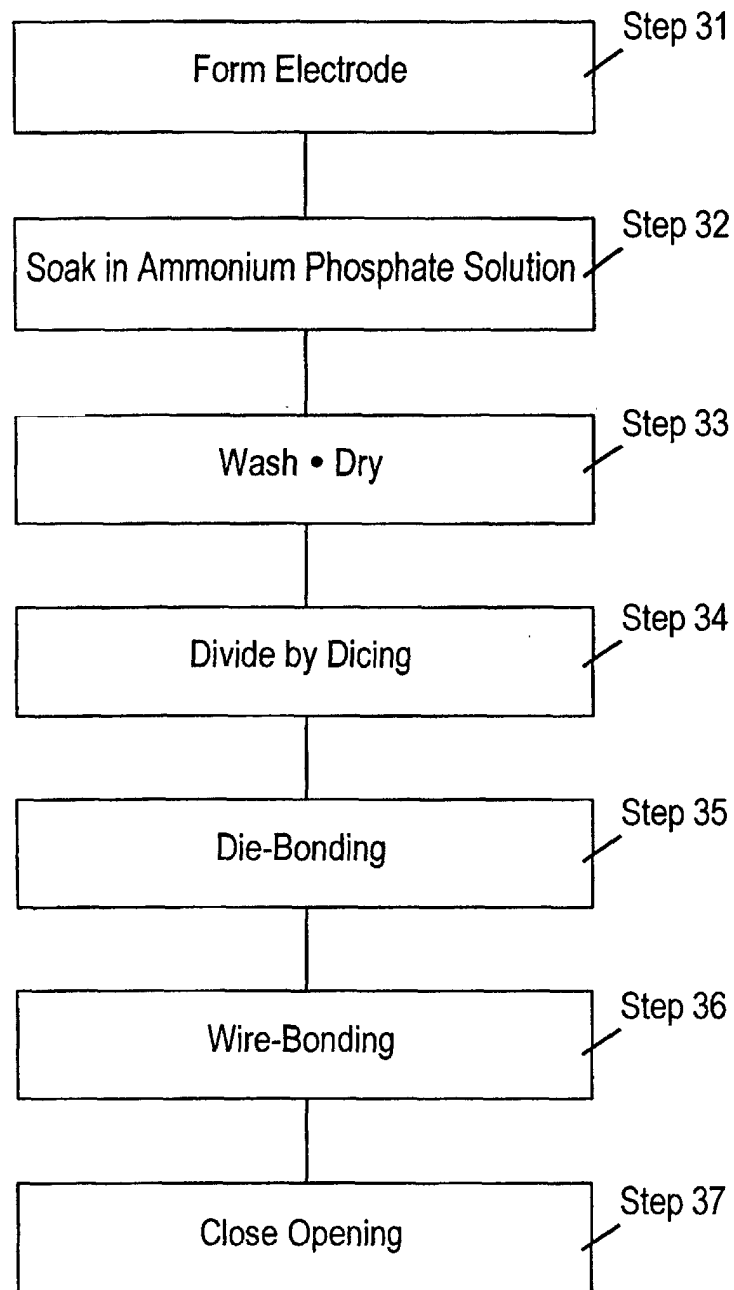 Step 31
Form Electrode
Step 32
Soak in Ammonium Phosphate Solution
Step 33
Wash • Dry
Step 34
Divide by Dicing
Step 35
Die-Bonding
Step 36
Wire-Bonding
Step 37
Close Opening